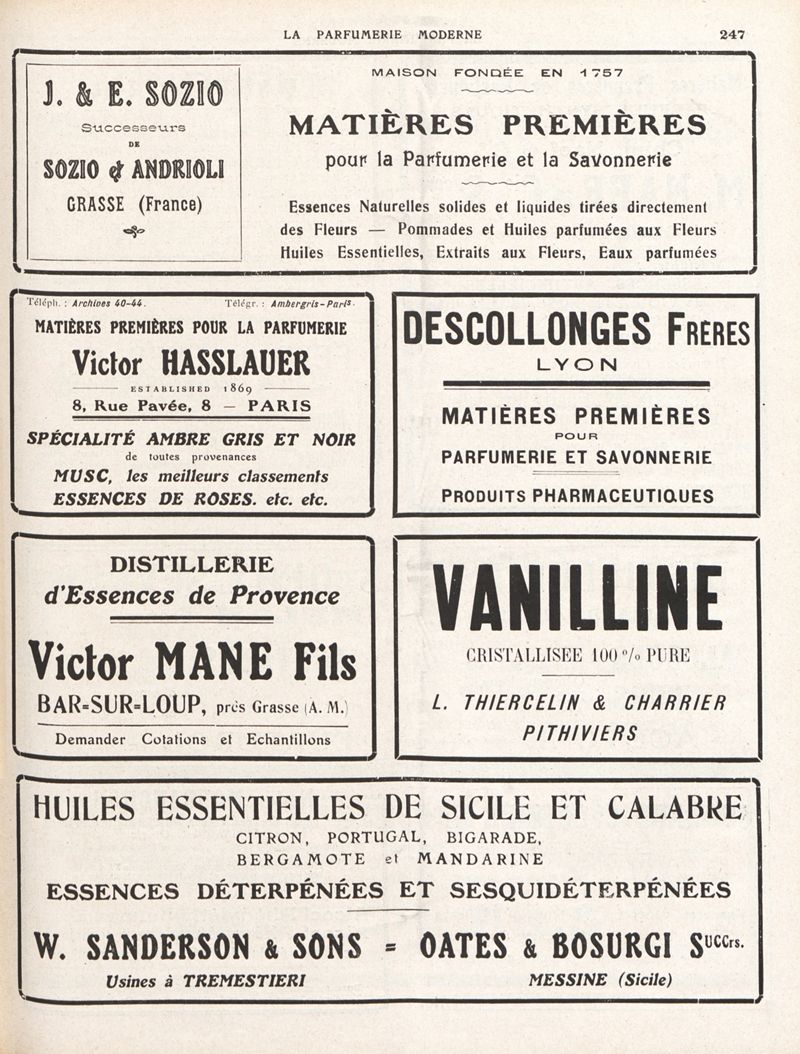 LA PARFUMERIE MODERNE
247
J. & E. SOZIO
Successeurs
DE
SOZIO & ANDRIOLI
GRASSE (France)
MAISON FONDÉE EN 1757
MATIÈRES PREMIÈRES
pour la Parfumerie et la Savonnerie
Essences Naturelles solides et liquides tirées directement
des Fleurs — Pommades et Huiles parfumées aux Fleurs
Huiles Essentielles, Extraits aux Fleurs, Eaux parfumées
Téléph. : Archives 40-44. Télégr. : Ambergris-Paris.
MATIÈRES PREMIÈRES POUR LA PARFUMERIE
Victor HASSLAUER
ESTABLISHED 1869
8, Rue Pavée, 8 — PARIS
SPÉCIALITÉ AMBRE GRIS ET NOIR
de toutes provenances
MUSC, les meilleurs classements
ESSENCES DE ROSES. etc. etc.
DESCOLLONGES FRÈRES
LYON
MATIÈRES PREMIÈRES
POUR
PARFUMERIE ET SAVONNERIE
PRODUITS PHARMACEUTIQUES
DISTILLERIE
d'Essences de Provence
Victor MANE Fils
BAR=SUR=LOUP, près Grasse (A. M.)
Demander Cotations et Echantillons
VANILLINE
CRISTALLISEE 100 % PURE
L. THIERCELIN & CHARRIER
PITHIVIERS
HUILES ESSENTIELLES DE SICILE ET CALABRE
CITRON, PORTUGAL, BIGARADE,
BERGAMOTE et MANDARINE
ESSENCES DÉTERPÉNÉES ET SESQUIDÉTERPÉNÉES
W. SANDERSON & SONS = OATES & BOSURGI SUCCrs.
Usines à TREMESTIERI MESSINE (Sicile)